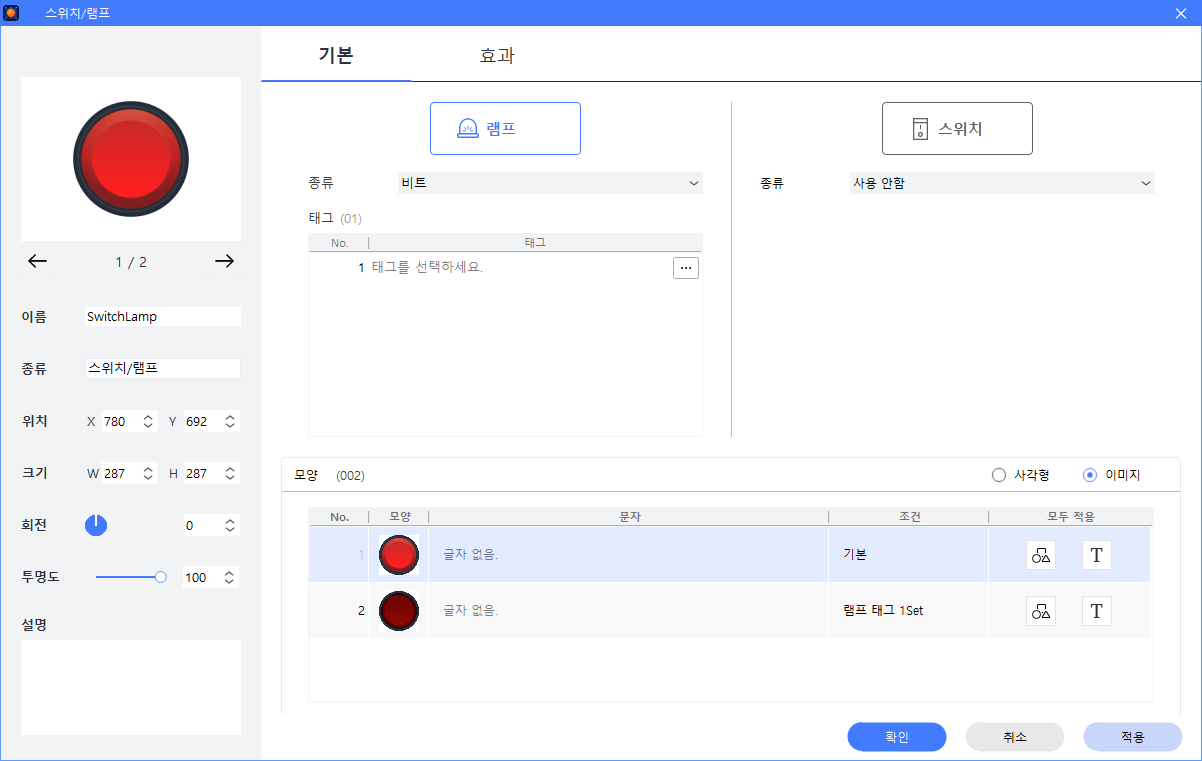 스위치/램프
1 / 2
이름 SwitchLamp
종류 스위치/램프
위치 X 780 Y 692
크기 W 287 H 287
회전 0
투명도 100
설명
기본 효과
램프
종류 비트
태그 (01)
No. 태그
1 태그를 선택하세요. ...
스위치
종류 사용 안함
모양 (002) 사각형 이미지
No. 모양 문자 조건 모두 적용
1 글자 없음. 기본 T
2 글자 없음. 램프 태그 1Set T
확인 취소 적용